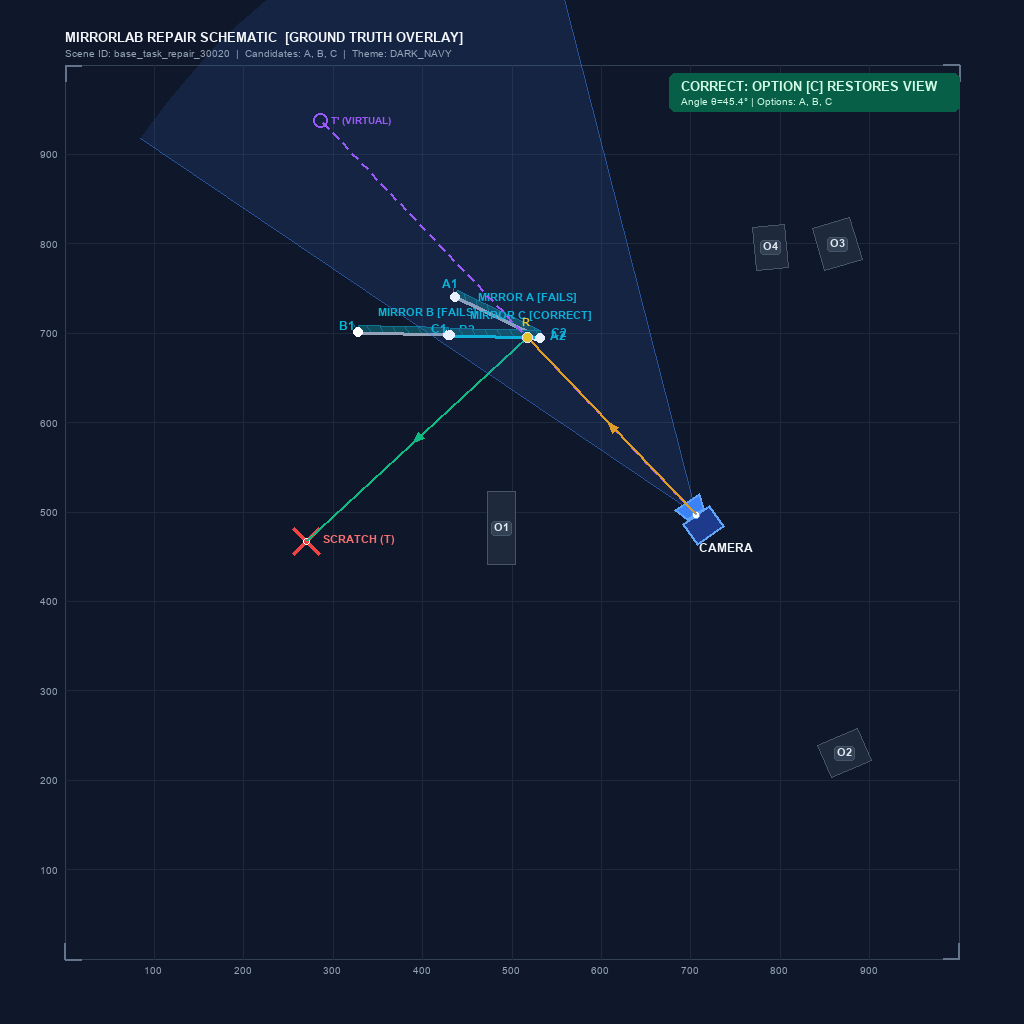 MIRRORLAB REPAIR SCHEMATIC [GROUND TRUTH OVERLAY]
Scene ID: base_task_repair_30020 | Candidates: A, B, C | Theme: DARK_NAVY
CORRECT: OPTION [C] RESTORES VIEW
Angle θ=45.4° | Options: A, B, C
T' (VIRTUAL)
900
800
700
600
500
400
300
200
100
O4
O3
A1
MIRROR A [FAILS]
MIRROR B [FAILS]
MIRROR C [CORRECT]
B1
C1
B2
R
C2
A2
O1
SCRATCH (T)
CAMERA
O2
100
200
300
400
500
600
700
800
900